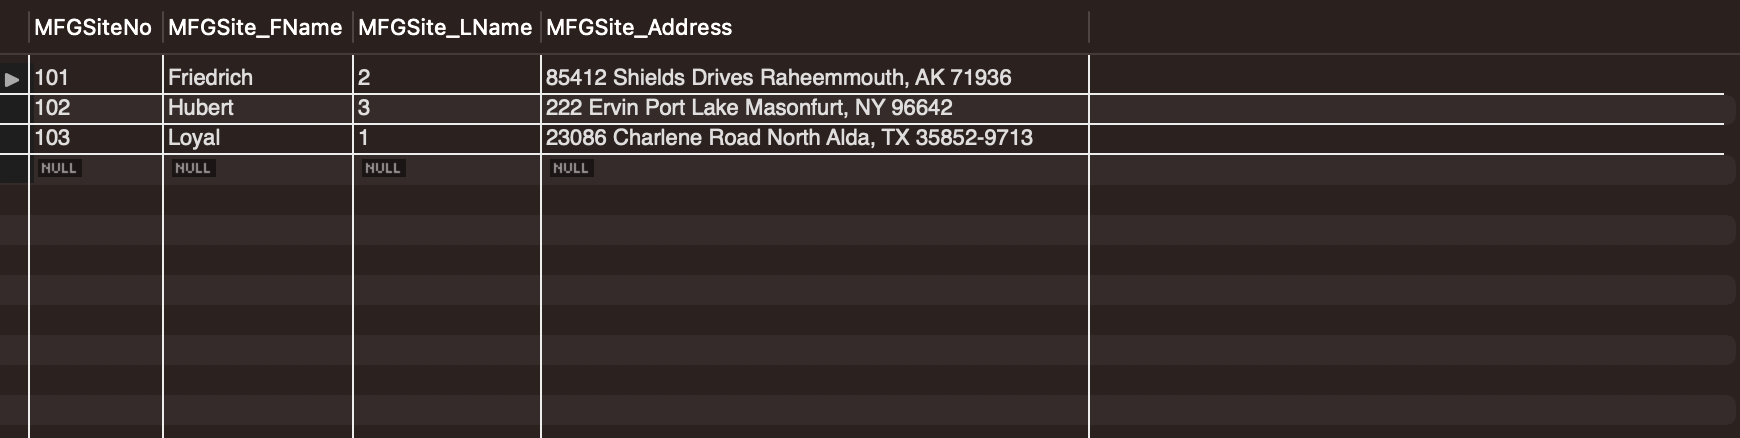 MFGSiteNo MFGSite_FName MFGSite_LName MFGSite_Address
101 Friedrich 2 85412 Shields Drives Raheemmouth, AK 71936
102 Hubert 3 222 Ervin Port Lake Masonfurt, NY 96642
103 Loyal 1 23086 Charlene Road North Alda, TX 35852-9713
NULL NULL NULL NULL